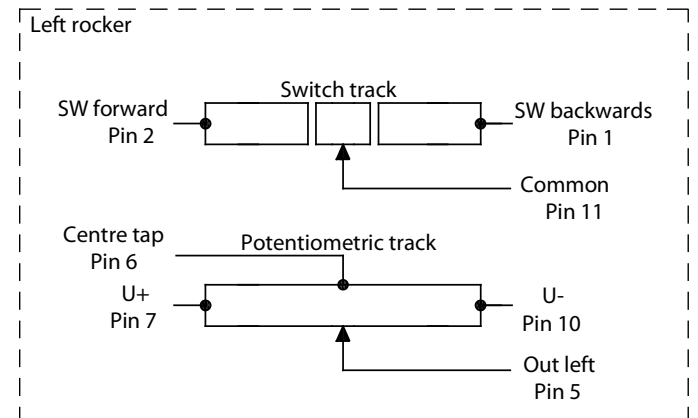 Left rocker
Switch track
SW forward
Pin 2
SW backwards
Pin 1
Common
Pin 11
Centre tap
Pin 6
Potentiometric track
U+
Pin 7
U-
Pin 10
Out left
Pin 5